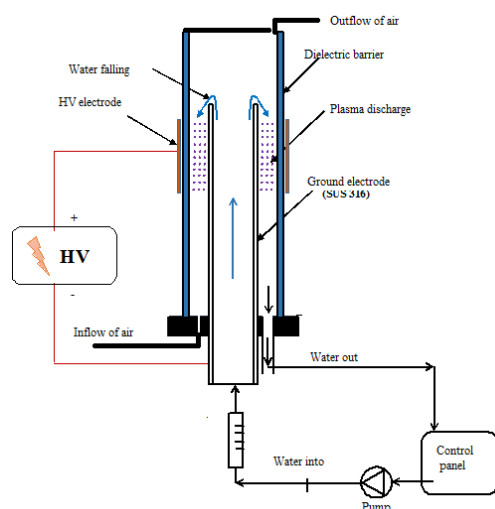 Outflow of air
Dielectric barrier
Water falling
HV electrode
Plasma discharge
Ground electrode
(SUS 316)
+
HV
-
Inflow of air
Water out
Control
panel
Water into
Pump